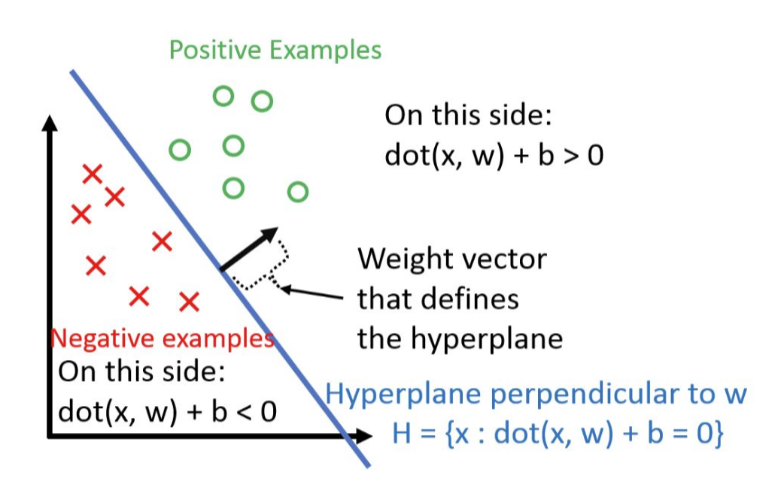 Positive Examples
On this side:
dot(x, w) + b > 0
Weight vector
that defines
the hyperplane
Negative examples
On this side:
dot(x, w) + b < 0
Hyperplane perpendicular to w
H = {x : dot(x, w) + b = 0}